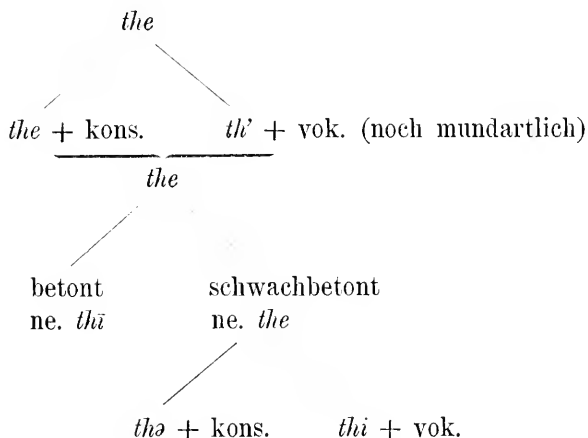 the
the + kons. th’ + vok. (noch mundartlich)
the
betont schwachbetont
ne. thī ne. the
thə + kons. thi + vok.